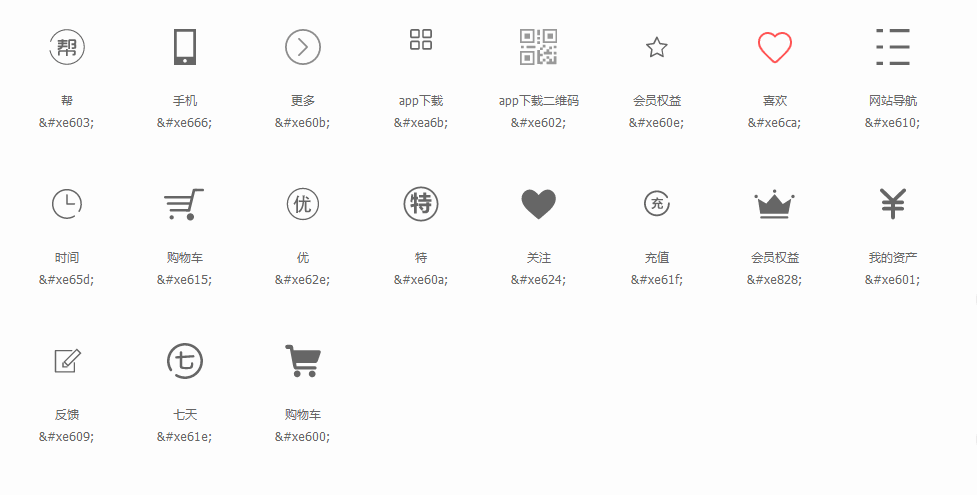 帮
优
特
充
七
帮 手机 更多 app下载 app下载二维码 会员权益 喜欢 网站导航
&#xe603; &#xe666; &#xe60b; &#xea6b; &#xe602; &#xe60e; &#xe6ca; &#xe610;
时间 购物车 优 特 关注 充值 会员权益 我的资产
&#xe65d; &#xe615; &#xe62e; &#xe60a; &#xe624; &#xe61f; &#xe828; &#xe601;
反馈 七天 购物车
&#xe609; &#xe61e; &#xe600;